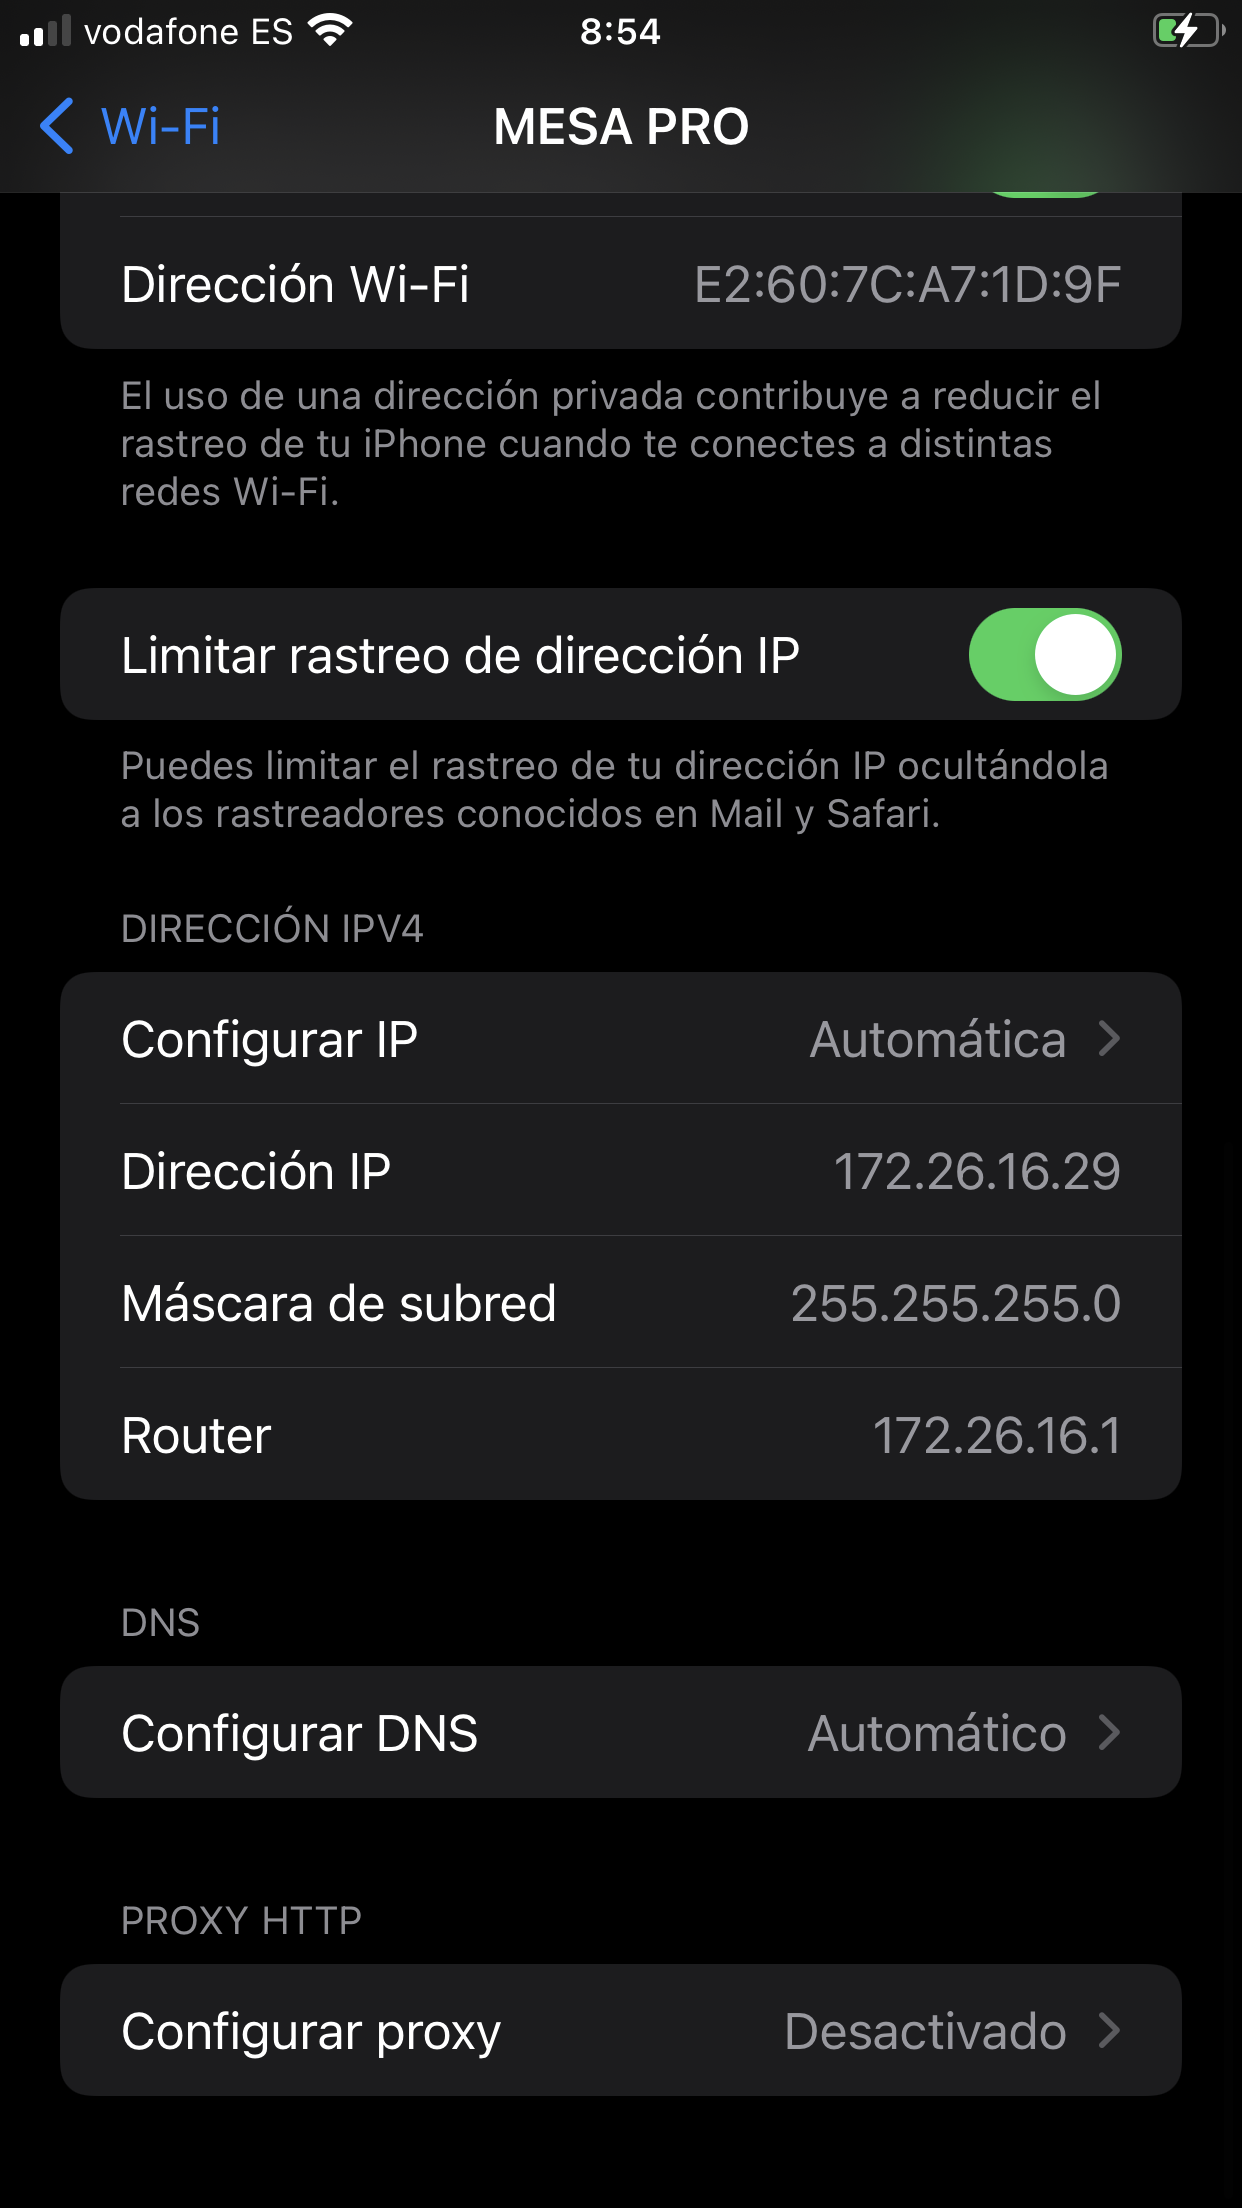 vodafone ES
8:54
Wi-Fi
MESA PRO
Dirección Wi-Fi
E2:60:7C:A7:1D:9F
El uso de una dirección privada contribuye a reducir el
rastreo de tu iPhone cuando te conectes a distintas
redes Wi-Fi.
Limitar rastreo de dirección IP
Puedes limitar el rastreo de tu dirección IP ocultándola
a los rastreadores conocidos en Mail y Safari.
DIRECCIÓN IPV4
Configurar IP
Automática
Dirección IP
172.26.16.29
Máscara de subred
255.255.255.0
Router
172.26.16.1
DNS
Configurar DNS
Automático
PROXY HTTP
Configurar proxy
Desactivado